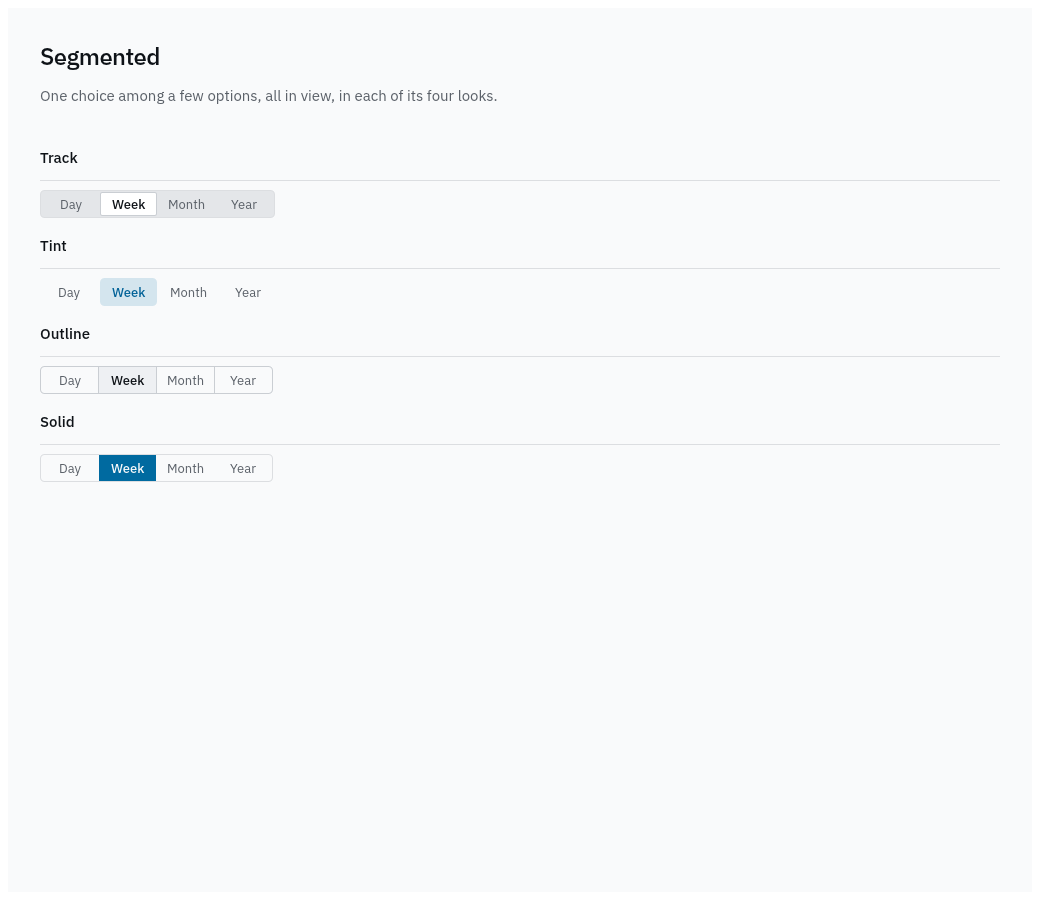 Segmented
One choice among a few options, all in view, in each of its four looks.
Track
Day Week Month Year
Tint
Day Week Month Year
Outline
Day Week Month Year
Solid
Day Week Month Year